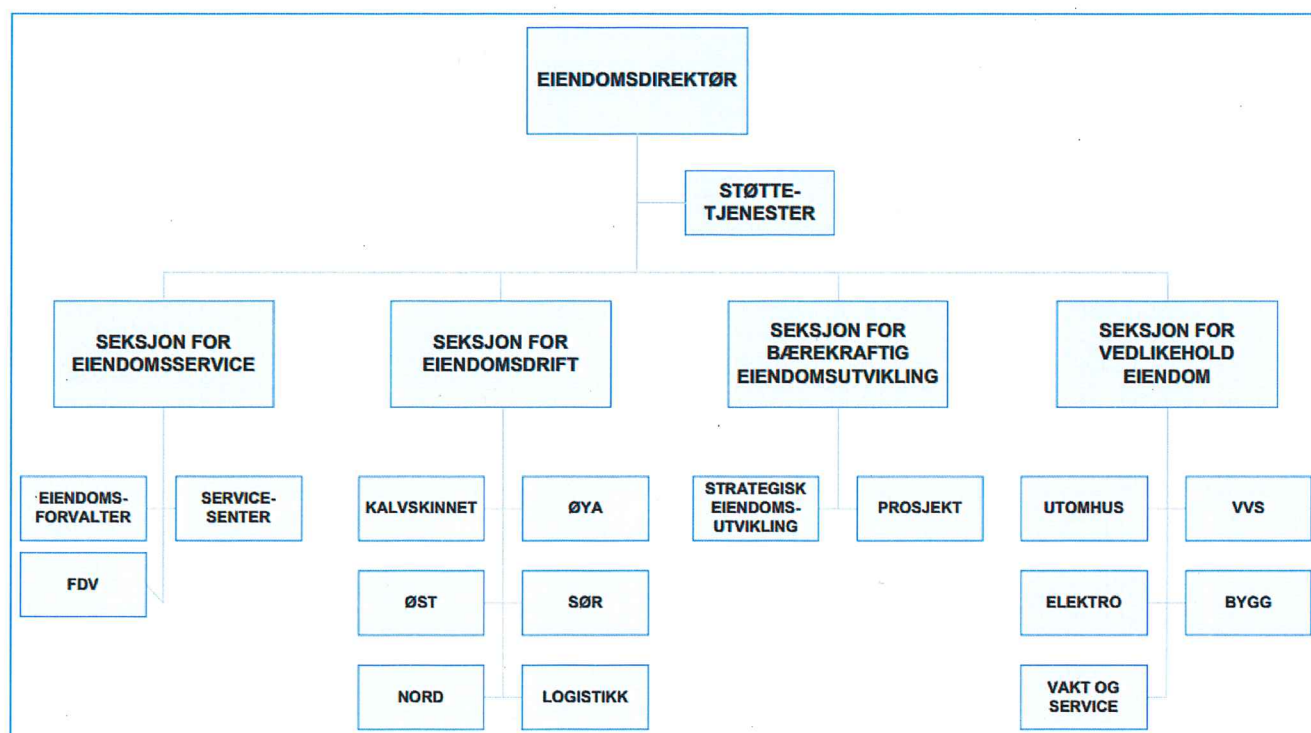 EIENDOMSDIREKTØR
STØTTE-
TJENESTER
SEKSJON FOR
EIENDOMSSERVICE
SEKSJON FOR
EIENDOMSDRIFT
SEKSJON FOR
BÆREKRAFTIG
EIENDOMSUTVIKLING
SEKSJON FOR
VEDLIKEHOLD
EIENDOM
EIENDOMS-
FORVALTER
SERVICE-
SENTER
FDV
KALVSKINNET
ØYA
ØST
SØR
NORD
LOGISTIKK
STRATEGISK
EIENDOMS-
UTVIKLING
PROSJEKT
UTOMHUS
VVS
ELEKTRO
BYGG
VAKT OG
SERVICE